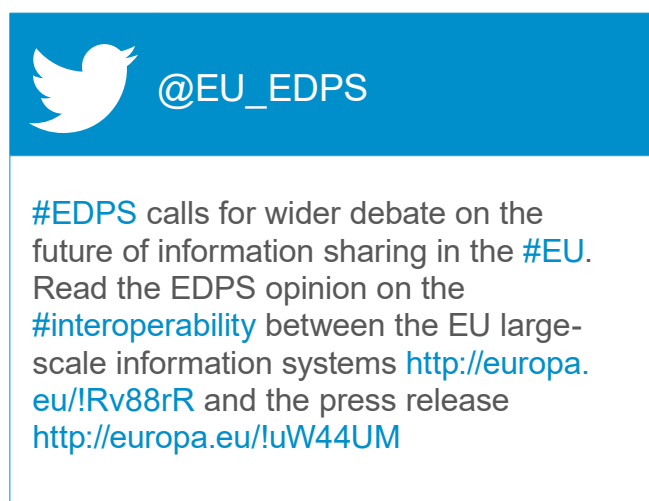 @EU_EDPS
#EDPS calls for wider debate on the
future of information sharing in the #EU.
Read the EDPS opinion on the
#interoperability between the EU large-
scale information systems http://europa.
eu/!Rv88rR and the press release
http://europa.eu/!uW44UM